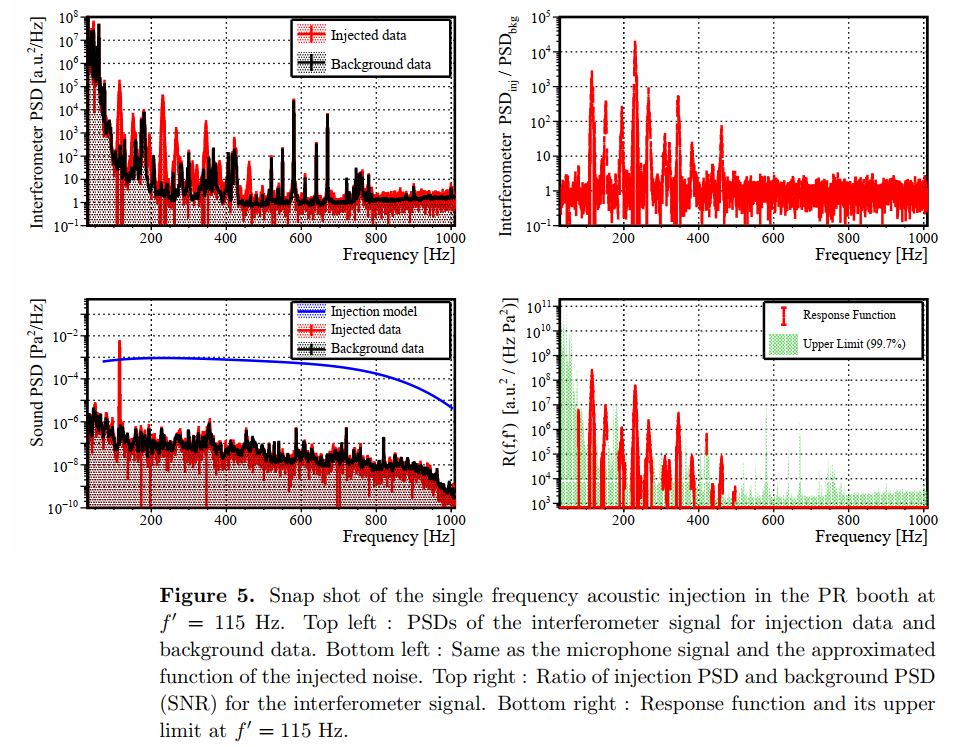 10^8
10^7
10^6
10^5
10^4
10^3
10^2
10
1
10^−1
Interferometer PSD [a.u.^2/Hz]
Injected data
Background data
200 400 600 800 1000
Frequency [Hz]
10^5
10^4
10^3
10^2
10
1
10^−1
Interferometer PSD_inj / PSD_bkg
200 400 600 800 1000
Frequency [Hz]
10^−2
10^−4
10^−6
10^−8
10^−10
Sound PSD [Pa^2/Hz]
Injection model
Injected data
Background data
200 400 600 800 1000
Frequency [Hz]
10^11
10^10
10^9
10^8
10^7
10^6
10^5
10^4
10^3
R(f,f') [a.u.^2 / (Hz Pa^2)]
Response Function
Upper Limit (99.7%)
200 400 600 800 1000
Frequency [Hz]
Figure 5. Snap shot of the single frequency acoustic injection in the PR booth at
f′ = 115 Hz. Top left : PSDs of the interferometer signal for injection data and
background data. Bottom left : Same as the microphone signal and the approximated
function of the injected noise. Top right : Ratio of injection PSD and background PSD
(SNR) for the interferometer signal. Bottom right : Response function and its upper
limit at f′ = 115 Hz.